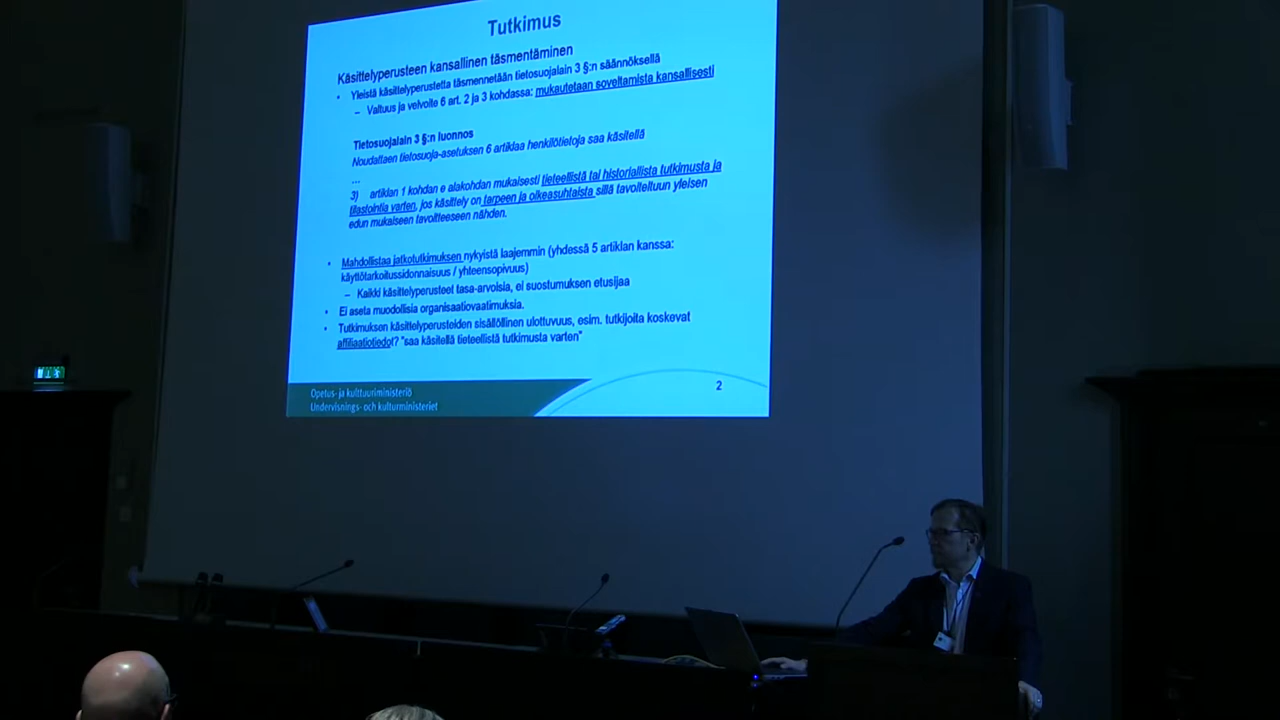 Tutkimus
Käsittelyperusteen kansallinen täsmentäminen
• Yleistä käsittelyperustetta täsmennetään tietosuojalain 3 §:n säännöksellä
– Valtuus ja velvoite 6 art. 2 ja 3 kohdassa: mukautetaan soveltamista kansallisesti
Tietosuojalain 3 §:n luonnos
Noudattaen tietosuoja-asetuksen 6 artiklaa henkilötietoja saa käsitellä
...
3) artiklan 1 kohdan e alakohdan mukaisesti tieteellistä tai historiallista tutkimusta ja
tilastointia varten, jos käsittely on tarpeen ja oikeasuhtaista sillä tavoiteltuun yleisen
edun mukaiseen tavoitteeseen nähden.
• Mahdollistaa jatkotutkimuksen nykyistä laajemmin (yhdessä 5 artiklan kanssa:
käyttötarkoitussidonnaisuus / yhteensopivuus)
– Kaikki käsittelyperusteet tasa-arvoisia, ei suostumuksen etusijaa
• Ei aseta muodollisia organisaatiovaatimuksia.
• Tutkimuksen käsittelyperusteiden sisällöllinen ulottuvuus, esim. tutkijoita koskevat
affiliaatiotiedot? "saa käsitellä tieteellistä tutkimusta varten"
Opetus- ja kulttuuriministeriö
Undervisnings- och kulturministeriet
2